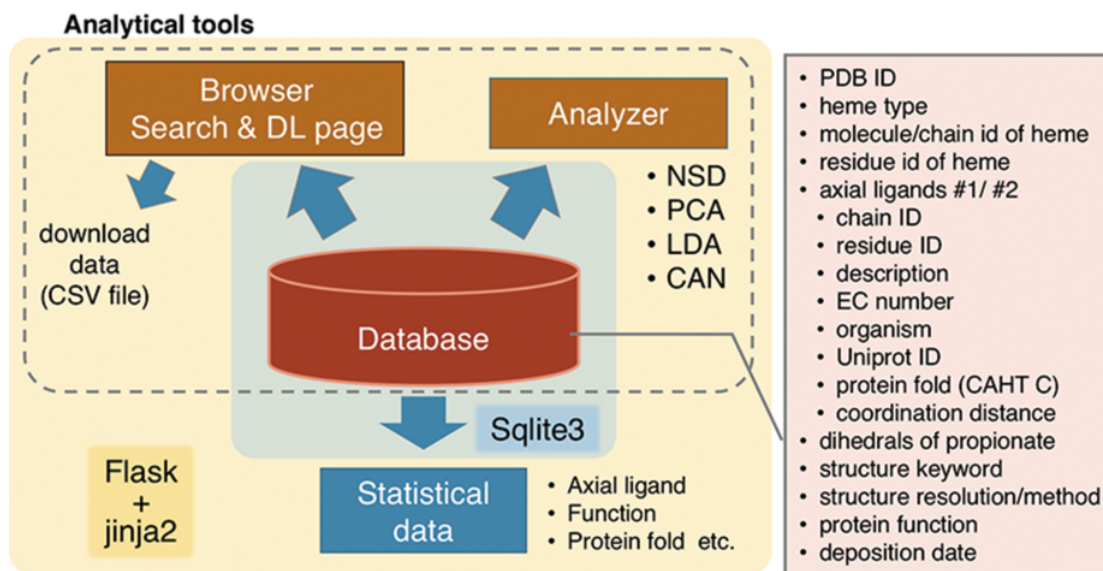 Analytical tools
Browser
Search & DL page
Analyzer
download
data
(CSV file)
• NSD
• PCA
• LDA
• CAN
Database
Sqlite3
Flask
+
jinja2
Statistical
data
• Axial ligand
• Function
• Protein fold etc.
• PDB ID
• heme type
• molecule/chain id of heme
• residue id of heme
• axial ligands #1/ #2
• chain ID
• residue ID
• description
• EC number
• organism
• Uniprot ID
• protein fold (CAHT C)
• coordination distance
• dihedrals of propionate
• structure keyword
• structure resolution/method
• protein function
• deposition date